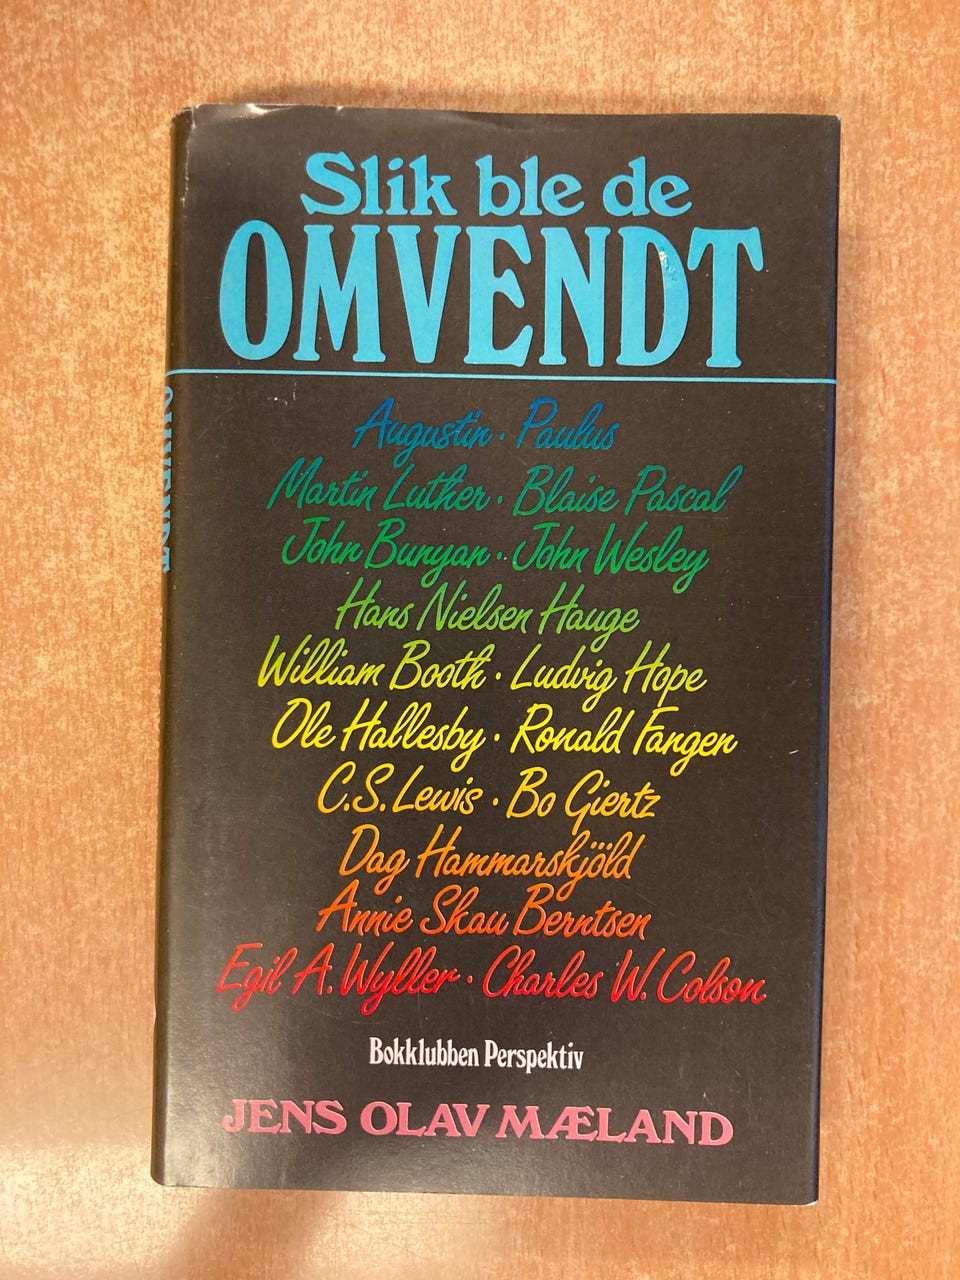 Slik ble de
OMVENDT
Augustin · Paulus
Martin Luther · Blaise Pascal
John Bunyan · John Wesley
Hans Nielsen Hauge
William Booth · Ludvig Hope
Ole Hallesby · Ronald Fangen
C.S. Lewis · Bo Giertz
Dag Hammarskjöld
Annie Skau Berntsen
Egil A. Wyller · Charles W. Colson
Bokklubben Perspektiv
JENS OLAV MÆLAND
OMVENDT